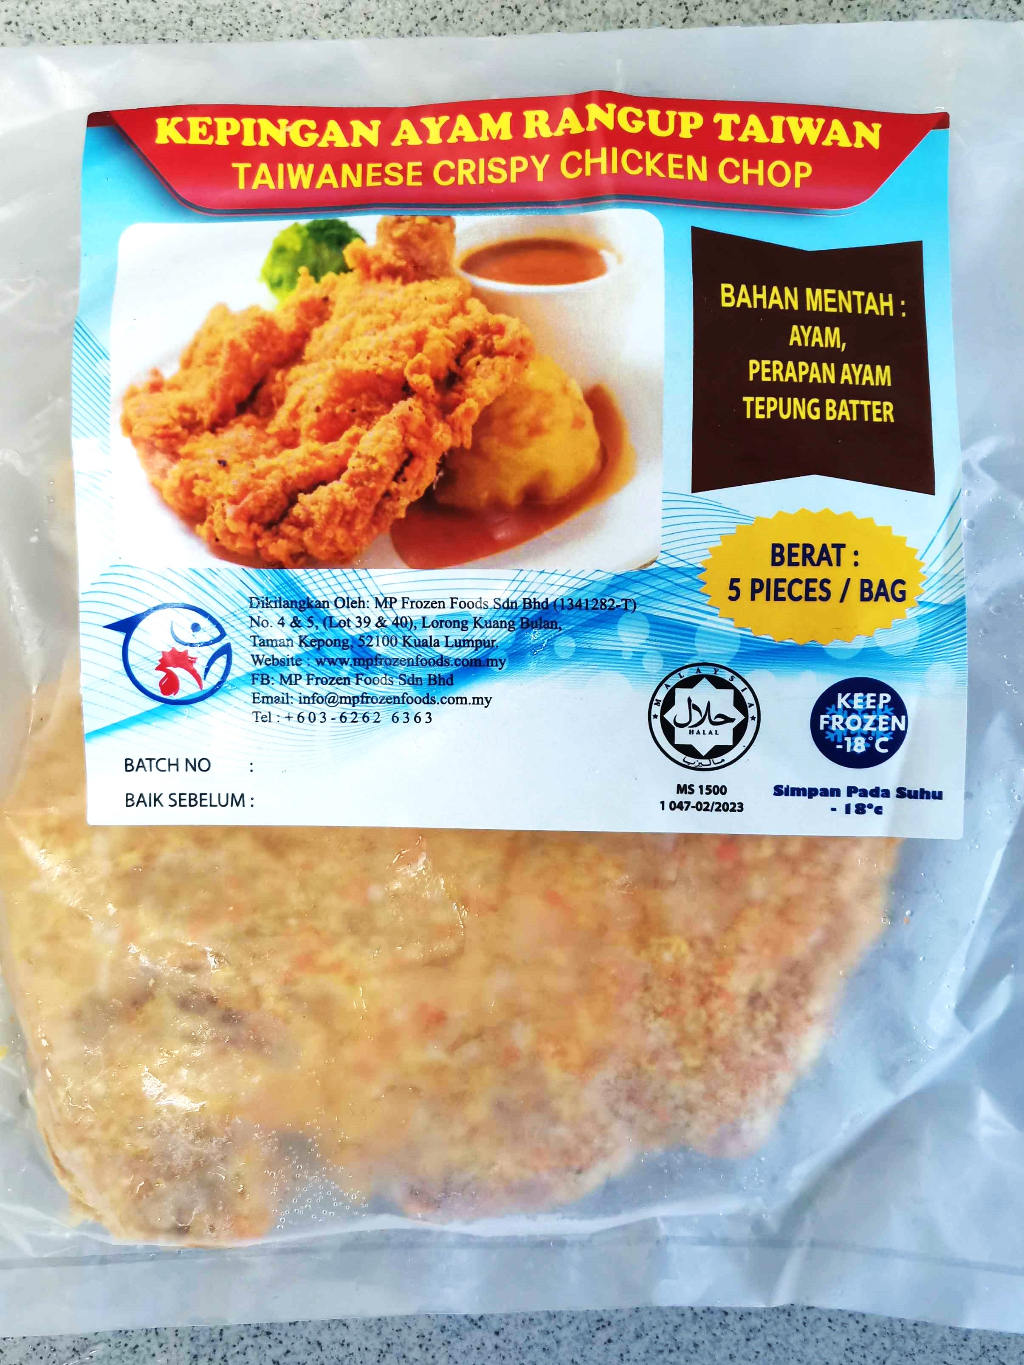 KEPINGAN AYAM RANGUP TAIWAN
TAIWANESE CRISPY CHICKEN CHOP
BAHAN MENTAH :
AYAM,
PERAPAN AYAM
TEPUNG BATTER
BERAT :
5 PIECES / BAG
Dikilangkan Oleh: MP Frozen Foods Sdn Bhd (1341282-T)
No. 4 & 5, (Lot 39 & 40), Lorong Kuang Bulan,
Taman Kepong, 52100 Kuala Lumpur.
Website : www.mpfrozenfoods.com.my
FB: MP Frozen Foods Sdn Bhd
Email: info@mpfrozenfoods.com.my
Tel : +603-6262 6363
MALAYSIA
حلال
HALAL
ماليزيا
MS 1500
1 047-02/2023
KEEP
FROZEN
-18°C
Simpan Pada Suhu
- 18°c
BATCH NO :
BAIK SEBELUM :